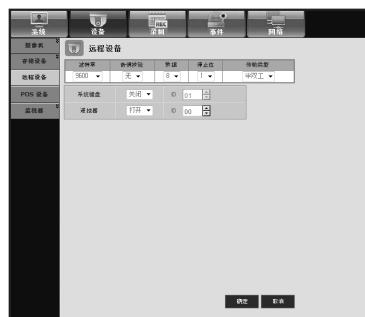 系统 设备 录制 事件 网络
REC
摄像机
存储设备
远程设备
POS 设备
监视器
远程设备
波特率 奇偶校验 数据 停止位 传输类型
9600 无 8 1 半双工
系统键盘 关闭 ID 01
遥控器 打开 ID 00
确定 取消